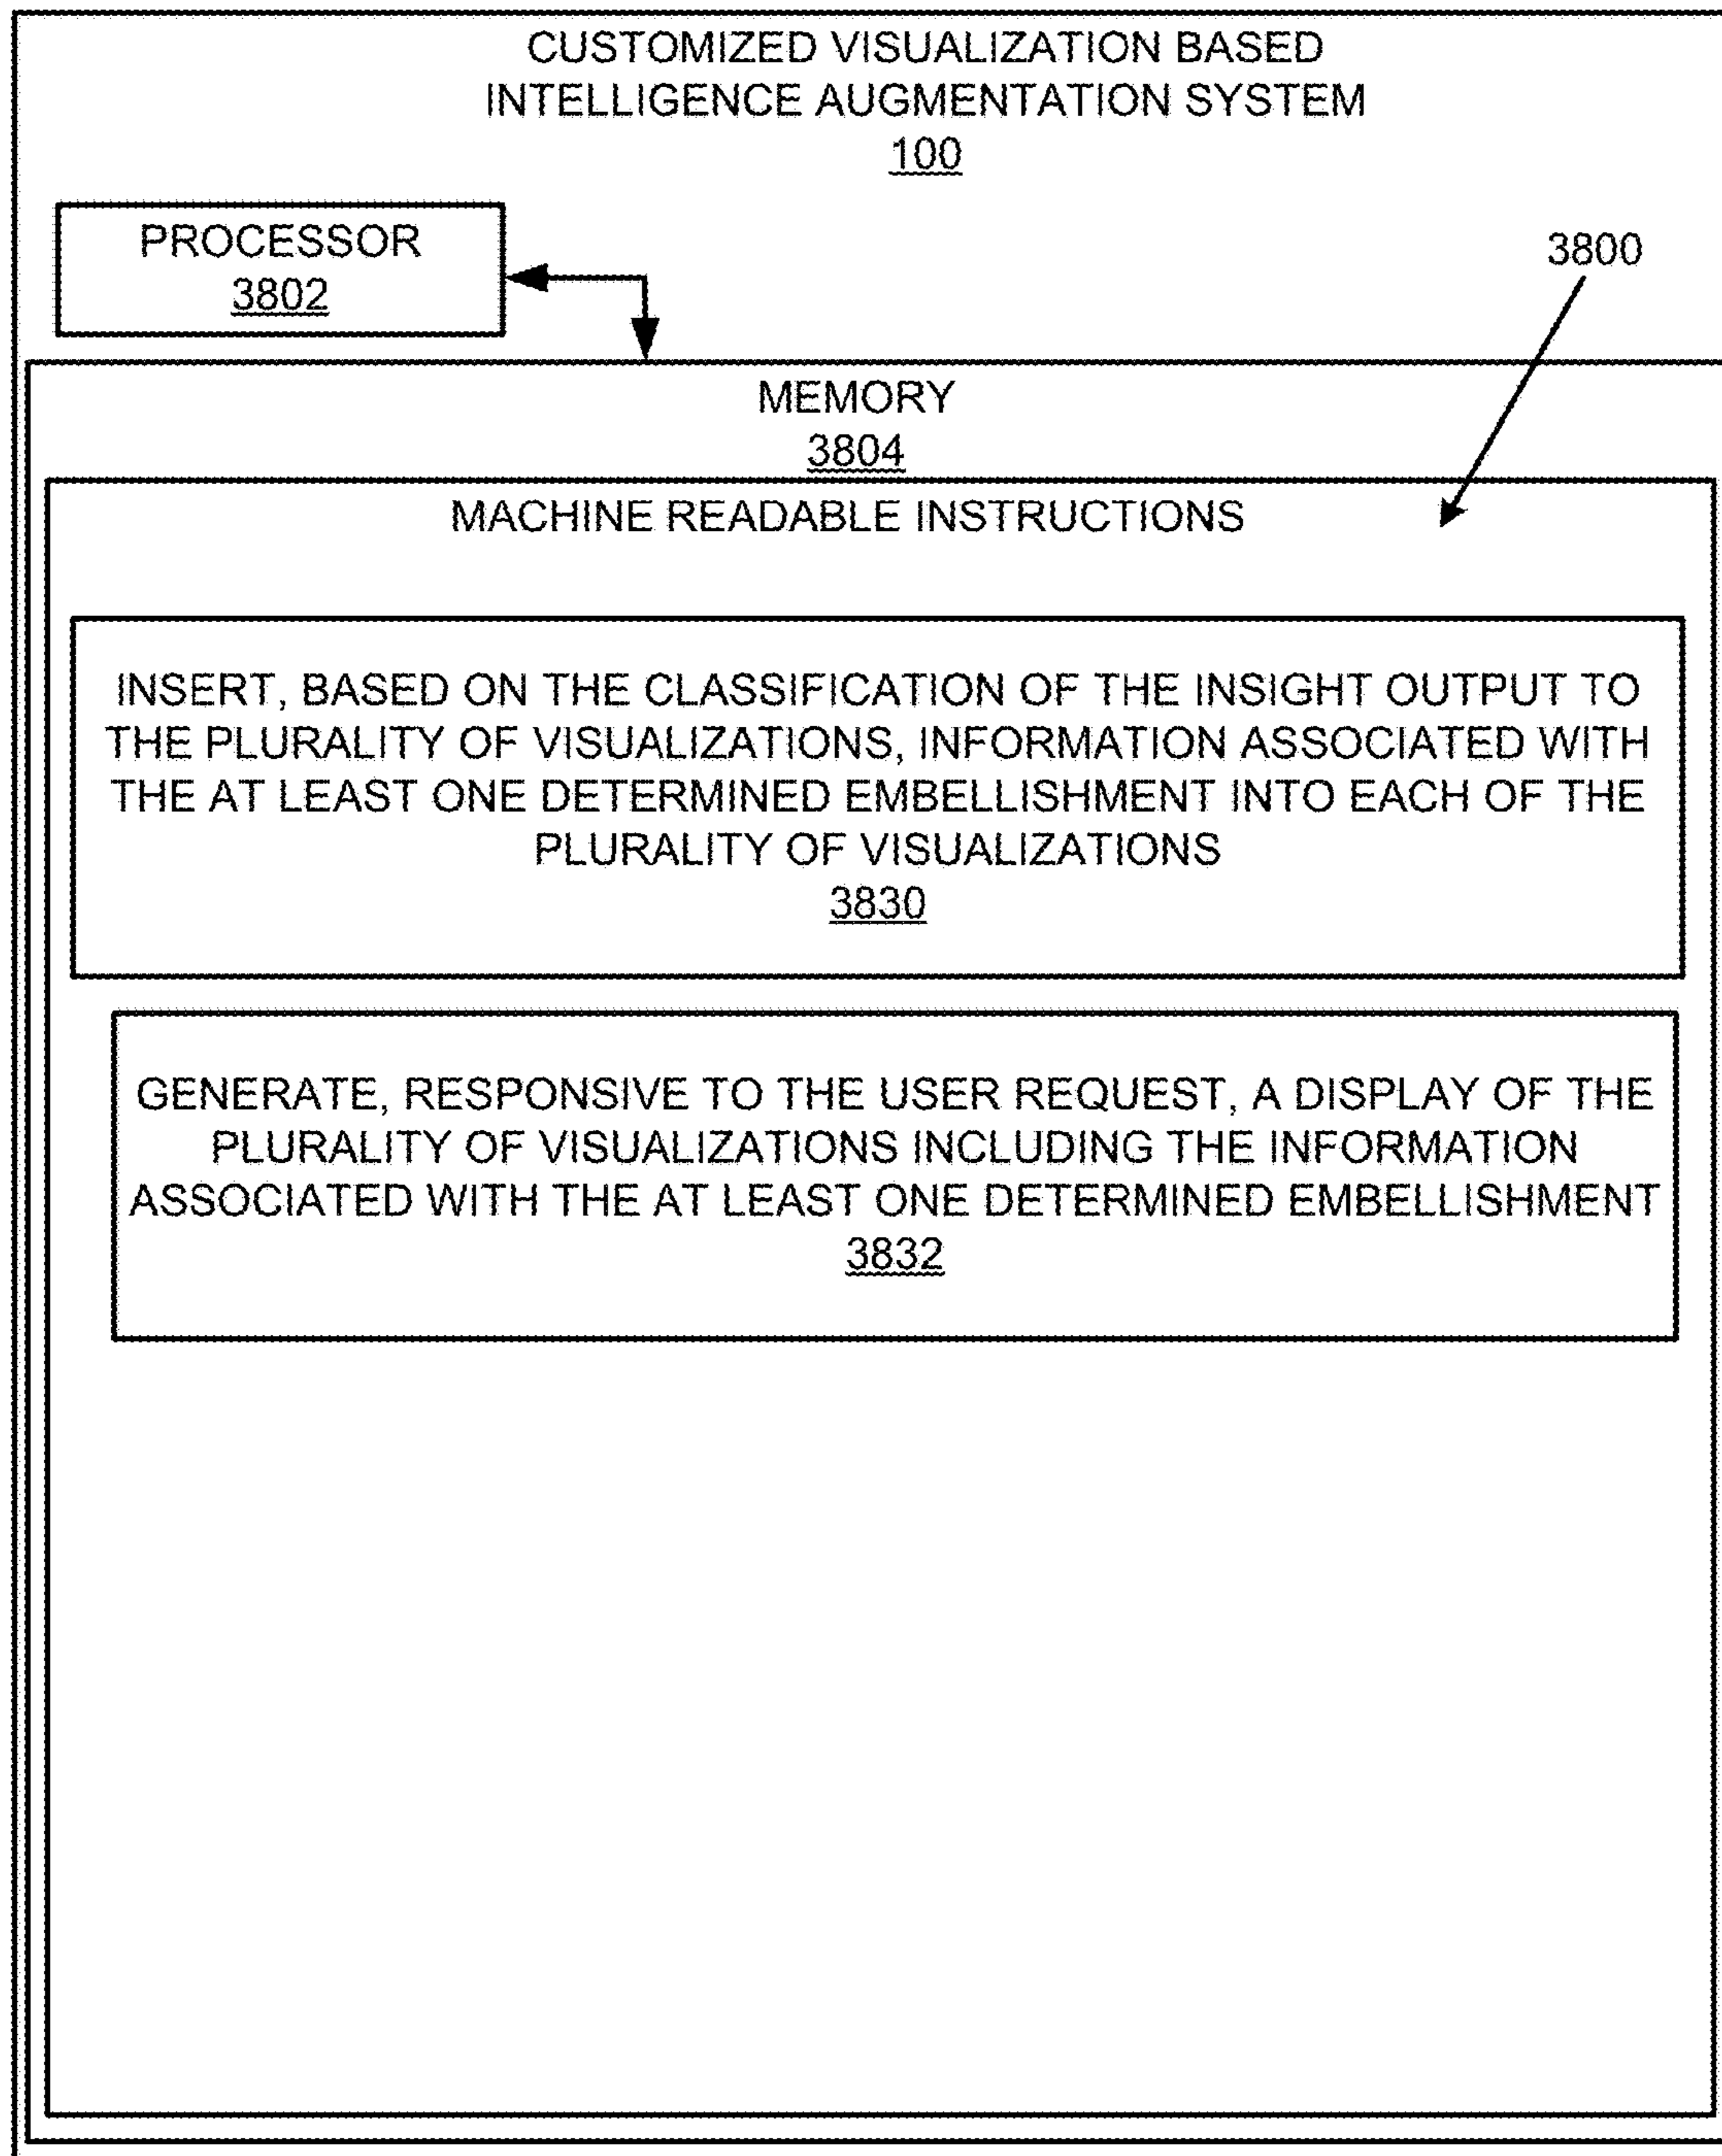 CUSTOMIZED VISUALIZATION BASED
INTELLIGENCE AUGMENTATION SYSTEM
100
PROCESSOR
3802
3800
MEMORY
3804
MACHINE READABLE INSTRUCTIONS
INSERT, BASED ON THE CLASSIFICATION OF THE INSIGHT OUTPUT TO
THE PLURALITY OF VISUALIZATIONS, INFORMATION ASSOCIATED WITH
THE AT LEAST ONE DETERMINED EMBELLISHMENT INTO EACH OF THE
PLURALITY OF VISUALIZATIONS
3830
GENERATE, RESPONSIVE TO THE USER REQUEST, A DISPLAY OF THE
PLURALITY OF VISUALIZATIONS INCLUDING THE INFORMATION
ASSOCIATED WITH THE AT LEAST ONE DETERMINED EMBELLISHMENT
3832